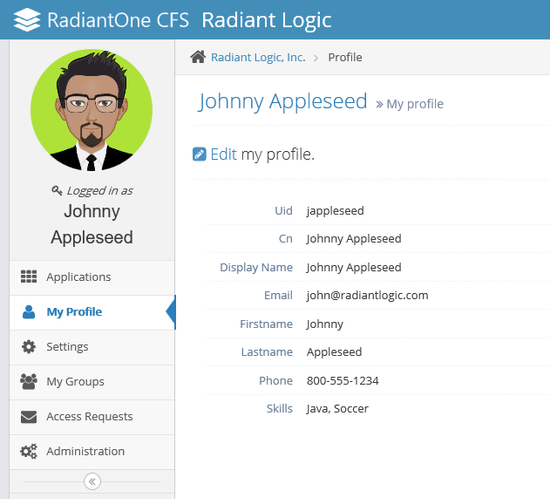 RadiantOne CFS Radiant Logic
Radiant Logic, Inc. > Profile
Johnny Appleseed » My profile
Edit my profile.
Logged in as
Johnny
Appleseed
Applications
My Profile
Settings
My Groups
Access Requests
Administration
Uid jappleseed
Cn Johnny Appleseed
Display Name Johnny Appleseed
Email john@radiantlogic.com
Firstname Johnny
Lastname Appleseed
Phone 800-555-1234
Skills Java, Soccer